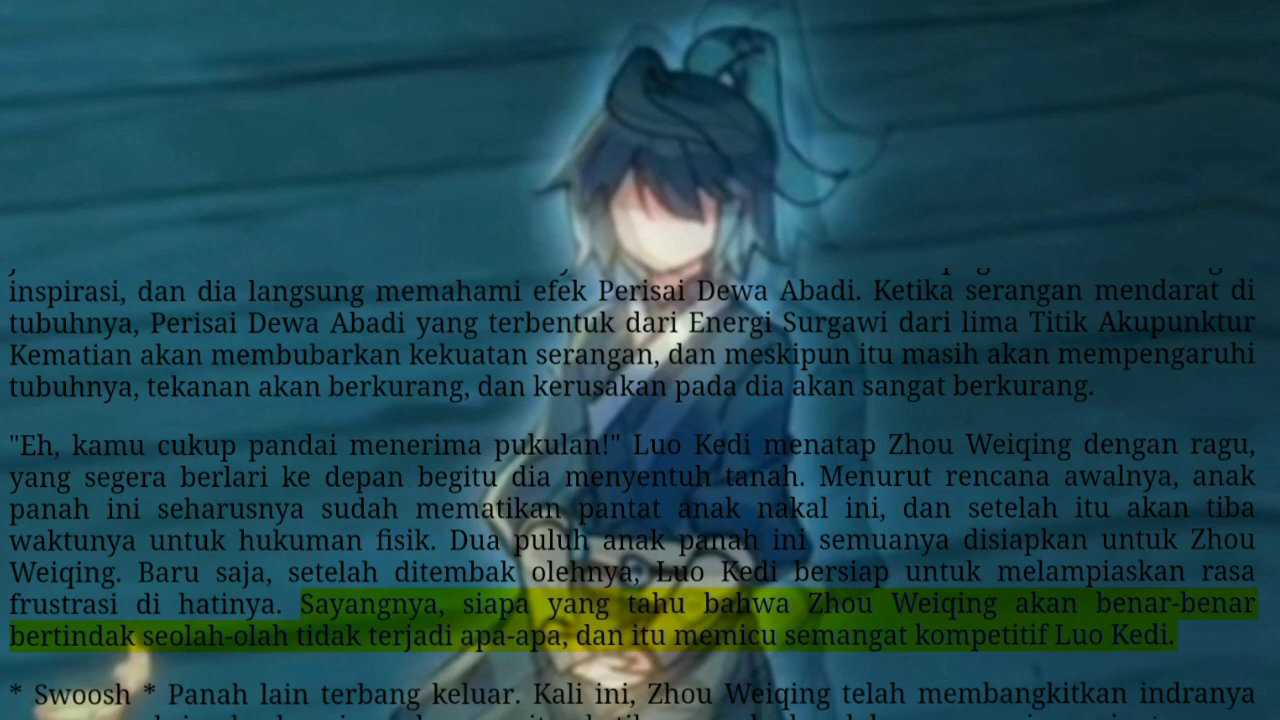 inspirasi, dan dia langsung memahami efek Perisai Dewa Abadi. Ketika serangan mendarat di
tubuhnya, Perisai Dewa Abadi yang terbentuk dari Energi Surgawi dari lima Titik Akupunktur
Kematian akan membubarkan kekuatan serangan, dan meskipun itu masih akan mempengaruhi
tubuhnya, tekanan akan berkurang, dan kerusakan pada dia akan sangat berkurang.
"Eh, kamu cukup pandai menerima pukulan!" Luo Kedi menatap Zhou Weiqing dengan ragu,
yang segera berlari ke depan begitu dia menyentuh tanah. Menurut rencana awalnya, anak
panah ini seharusnya sudah mematikan pantat anak nakal ini, dan setelah itu akan tiba
waktunya untuk hukuman fisik. Dua puluh anak panah ini semuanya disiapkan untuk Zhou
Weiqing. Baru saja, setelah ditembak olehnya, Luo Kedi bersiap untuk melampiaskan rasa
frustrasi di hatinya. Sayangnya, siapa yang tahu bahwa Zhou Weiqing akan benar-benar
bertindak seolah-olah tidak terjadi apa-apa, dan itu memicu semangat kompetitif Luo Kedi.
* Swoosh * Panah lain terbang keluar. Kali ini, Zhou Weiqing telah membangkitkan indranya